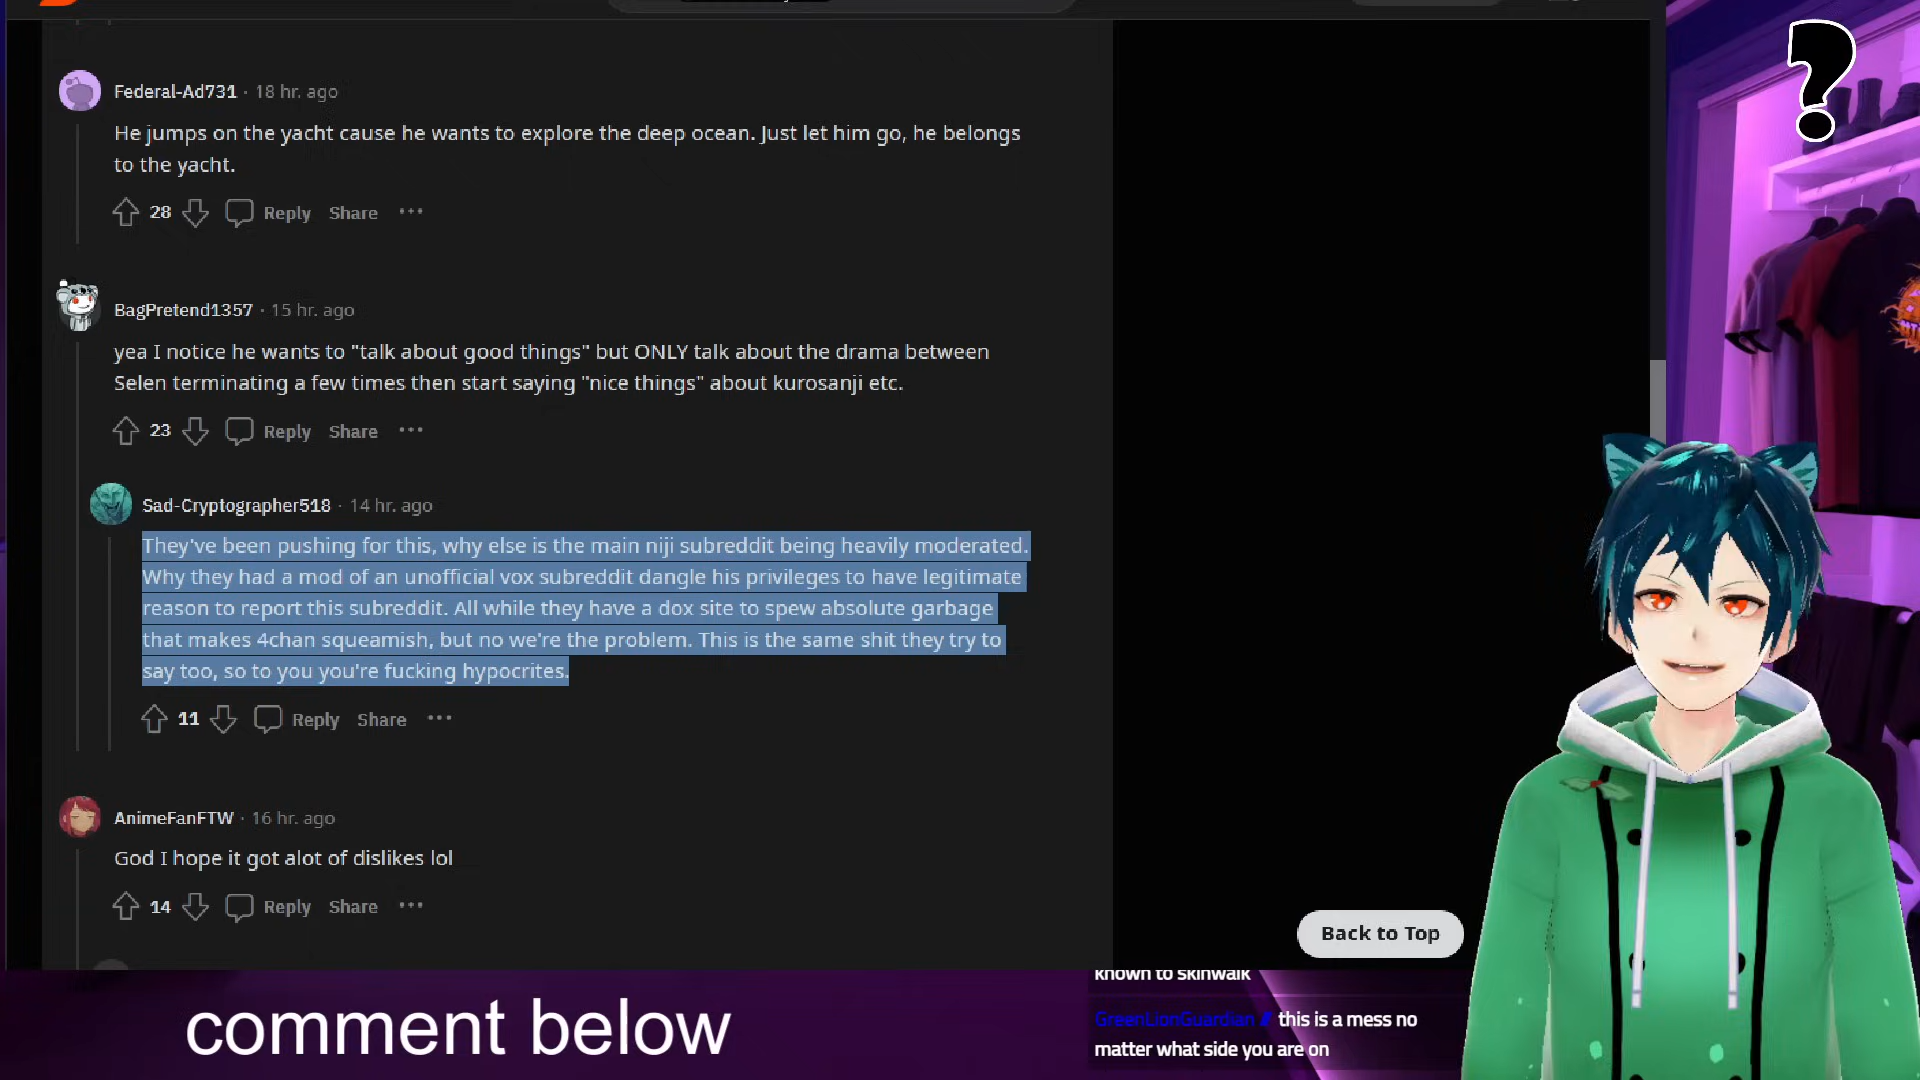 Federal-Ad731 · 18 hr. ago
He jumps on the yacht cause he wants to explore the deep ocean. Just let him go, he belongs
to the yacht.
28 Reply Share ···
BagPretend1357 · 15 hr. ago
yea I notice he wants to "talk about good things" but ONLY talk about the drama between
Selen terminating a few times then start saying "nice things" about kurosanji etc.
23 Reply Share ···
Sad-Cryptographer518 · 14 hr. ago
They've been pushing for this, why else is the main niji subreddit being heavily moderated.
Why they had a mod of an unofficial vox subreddit dangle his privileges to have legitimate
reason to report this subreddit. All while they have a dox site to spew absolute garbage
that makes 4chan squeamish, but no we're the problem. This is the same shit they try to
say too, so to you you're fucking hypocrites.
11 Reply Share ···
AnimeFanFTW · 16 hr. ago
God I hope it got alot of dislikes lol
14 Reply Share ···
Back to Top
known to skinwalk
GreenLionGuardian this is a mess no
matter what side you are on
comment below
?